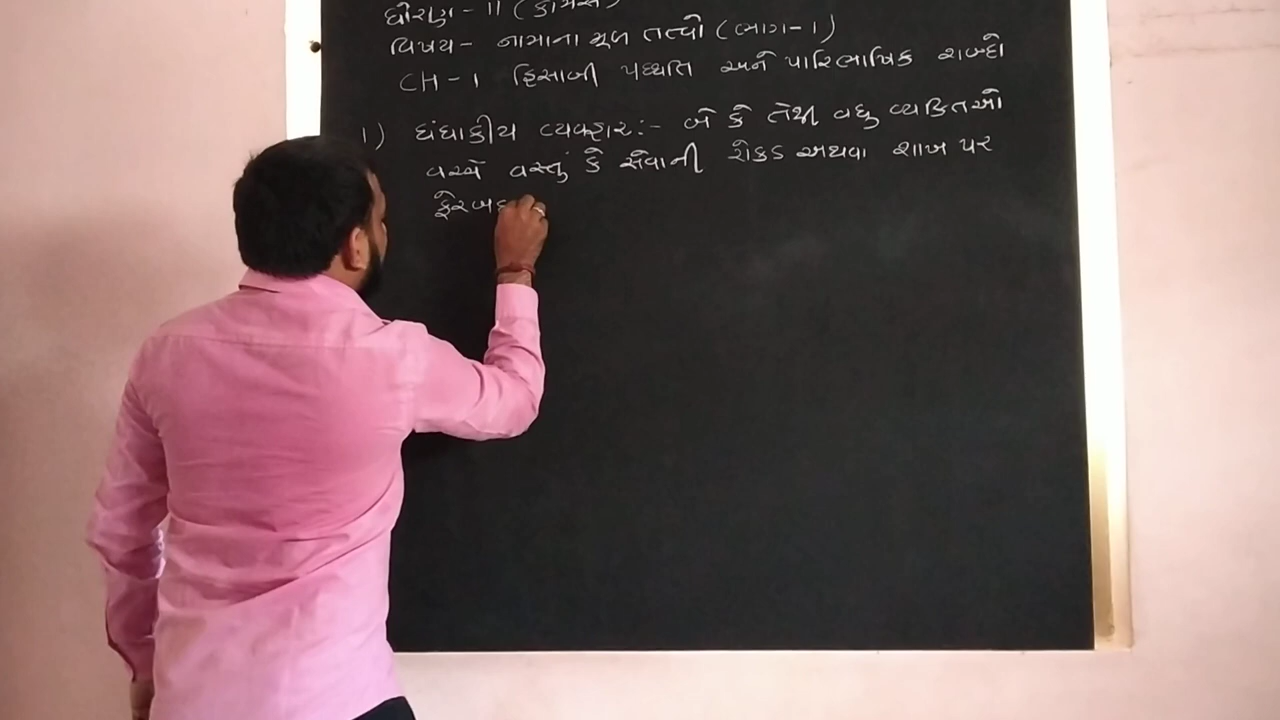 ધોરણ - 11 (કોમર્સ)
વિષય - નામાના મૂળ તત્વો (ભાગ-1)
CH-1 હિસાબી પધ્ધતિ અને પારિભાષિક શબ્દો
1) ધંધાકીય વ્યવહાર:- બે કે તેથી વધુ વ્યક્તિઓ
વચ્ચે વસ્તું કે સેવાની રોકડ અથવા શાખ પર